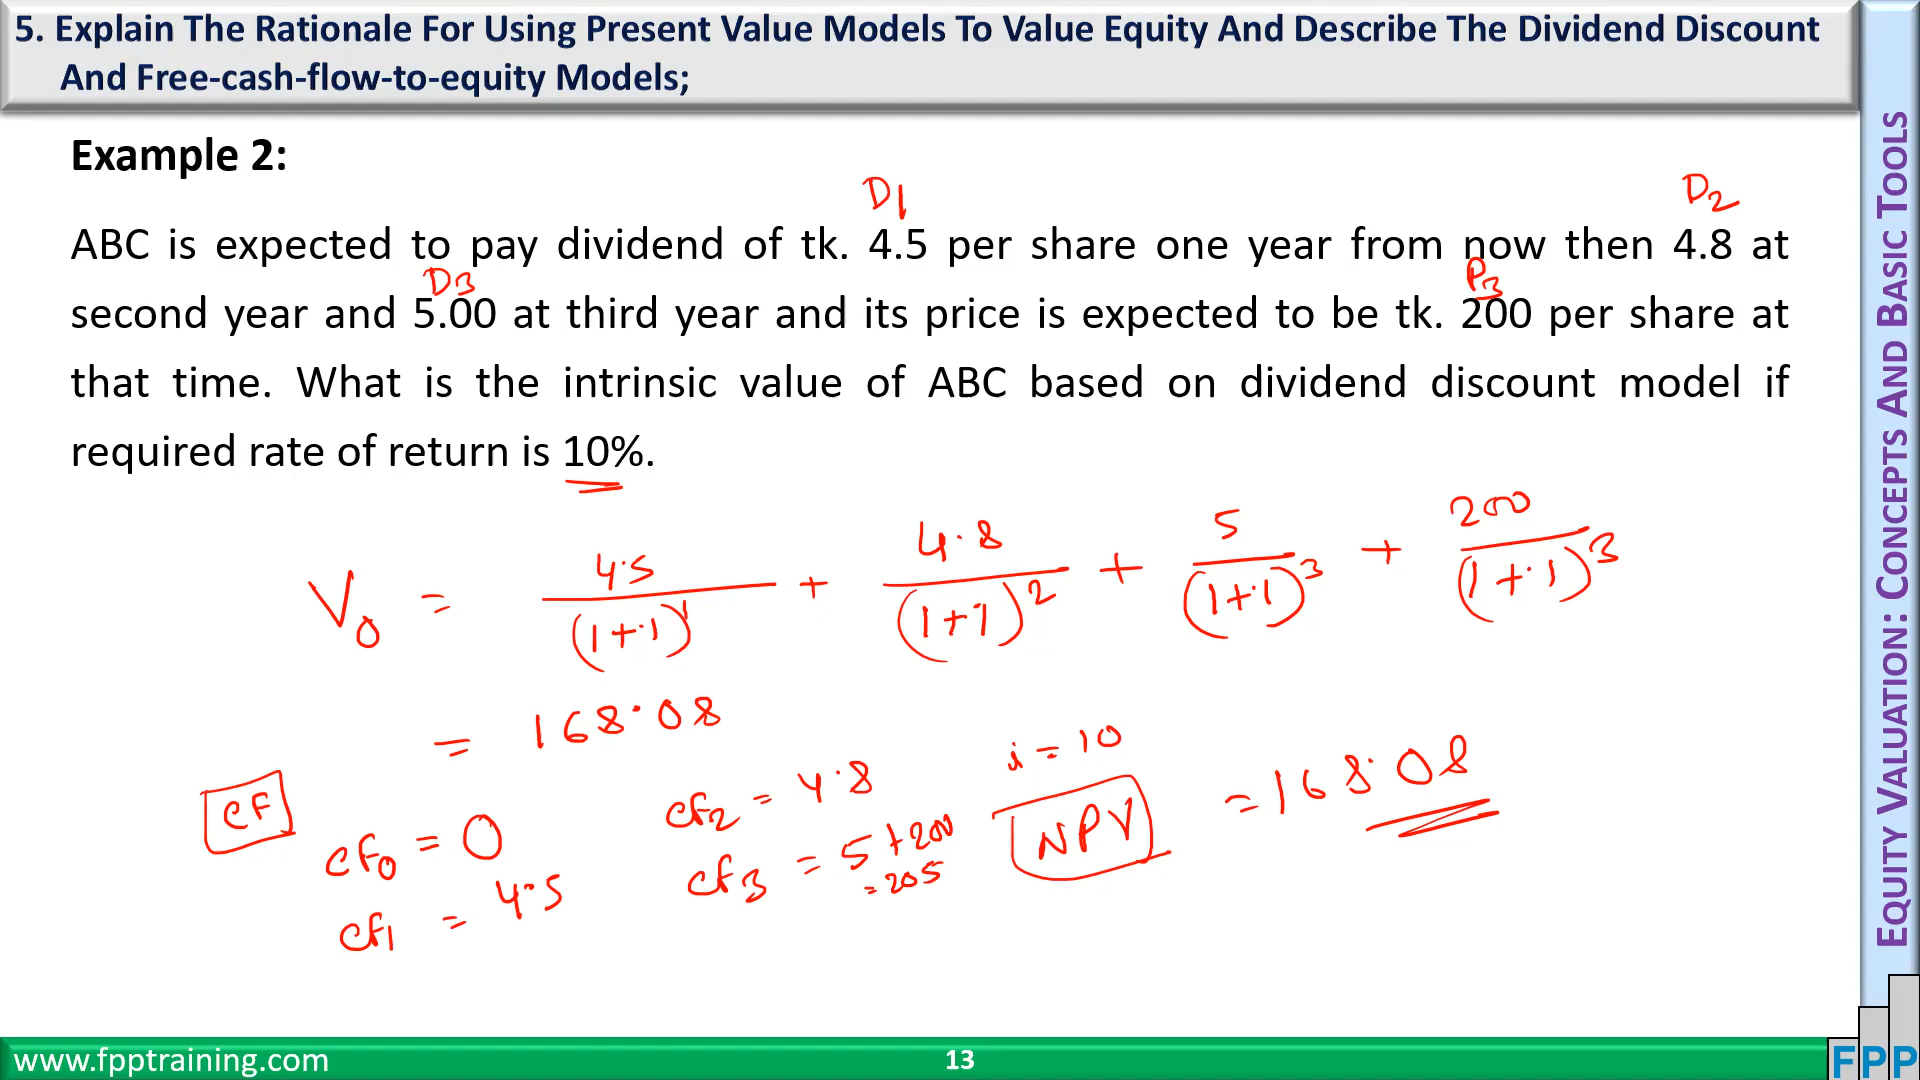 5. Explain The Rationale For Using Present Value Models To Value Equity And Describe The Dividend Discount
And Free-cash-flow-to-equity Models;
Example 2:
D1 D2
ABC is expected to pay dividend of tk. 4.5 per share one year from now then 4.8 at
D3 P3
second year and 5.00 at third year and its price is expected to be tk. 200 per share at
that time. What is the intrinsic value of ABC based on dividend discount model if
required rate of return is 10%.
V0 = 4.5/(1+.1)^1 + 4.8/(1+.1)^2 + 5/(1+.1)^3 + 200/(1+.1)^3
= 168.08
CF
CF0 = 0
CF1 = 4.5
CF2 = 4.8
CF3 = 5+200
=205
i = 10
NPV = 168.08
EQUITY VALUATION: CONCEPTS AND BASIC TOOLS
www.fpptraining.com
13
FPP